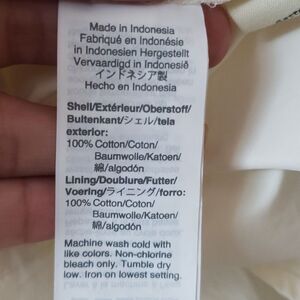 Made in Indonesia
Fabriqué en Indonésie
in Indonesien Hergestellt
Vervaardigd in Indonesië
インドネシア製
Hecho en Indonesia
Shell/Extérieur/Oberstoff/
Buitenkant/シェル/tela
exterior:
100% Cotton/Coton/
Baumwolle/Katoen/
綿/algodón
Lining/Doublure/Futter/
Voering/ライニング/forro:
100% Cotton/Coton/
Baumwolle/Katoen/
綿/algodón
Machine wash cold with
like colors. Non-chlorine
bleach only. Tumble dry
low. Iron on lowest setting.